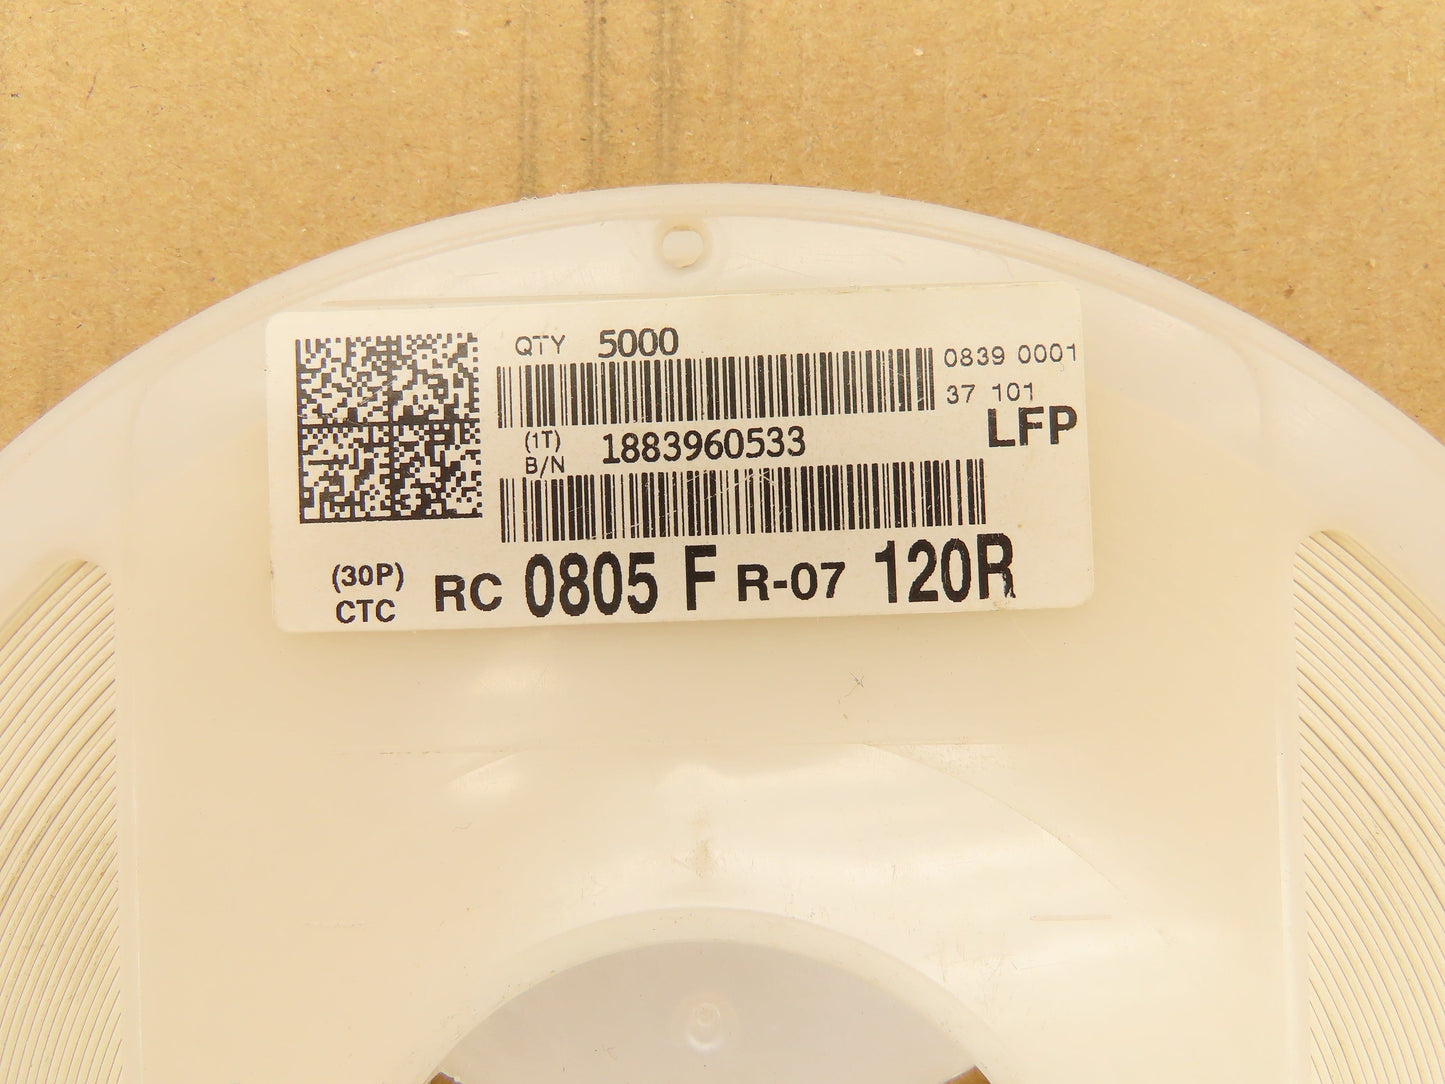 QTY 5000
0839 0001
37 101
LFP
(1T)
B/N 1883960533
(30P)
CTC RC 0805 F R-07 120R